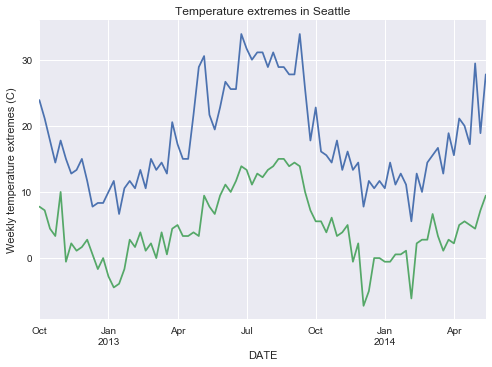 Temperature extremes in Seattle
Weekly temperature extremes (C)
30
20
10
0
Oct Jan Apr Jul Oct Jan Apr
2013 2014
DATE